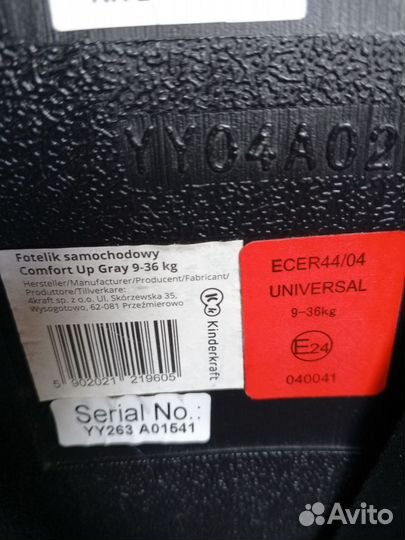 YY04A02
Fotelik samochodowy
Comfort Up Gray 9-36 kg
Hersteller/Manufacturer/Producent/Fabricant/
Produttore/Tillverkare:
4kraft sp. z o.o. Ul. Skórzewska 35,
Wysogotowo, 62-081 Przeźmierowo
5 902021 219605
Kinderkraft
ECER44/04
UNIVERSAL
9-36kg
E24
040041
Serial No.:
YY263 A01541
Avito